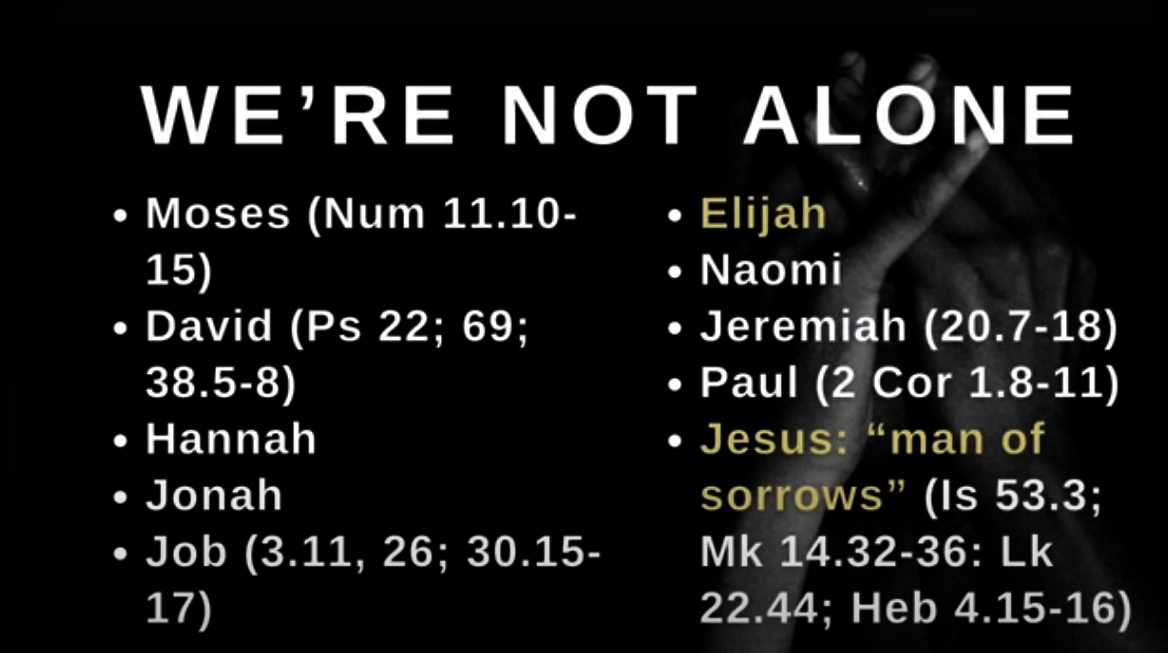 WE’RE NOT ALONE
• Moses (Num 11.10-
15)
• David (Ps 22; 69;
38.5-8)
• Hannah
• Jonah
• Job (3.11, 26; 30.15-
17)
• Elijah
• Naomi
• Jeremiah (20.7-18)
• Paul (2 Cor 1.8-11)
• Jesus: “man of
sorrows” (Is 53.3;
Mk 14.32-36: Lk
22.44; Heb 4.15-16)